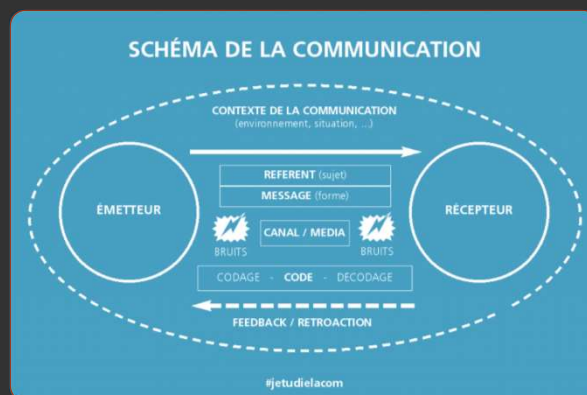 SCHÉMA DE LA COMMUNICATION
CONTEXTE DE LA COMMUNICATION
(environnement, situation, ...)
REFERENT (sujet)
MESSAGE (forme)
ÉMETTEUR
CANAL / MEDIA
RÉCEPTEUR
BRUITS
BRUITS
CODAGE - CODE - DÉCODAGE
FEEDBACK / RETROACTION
#jetudielacom